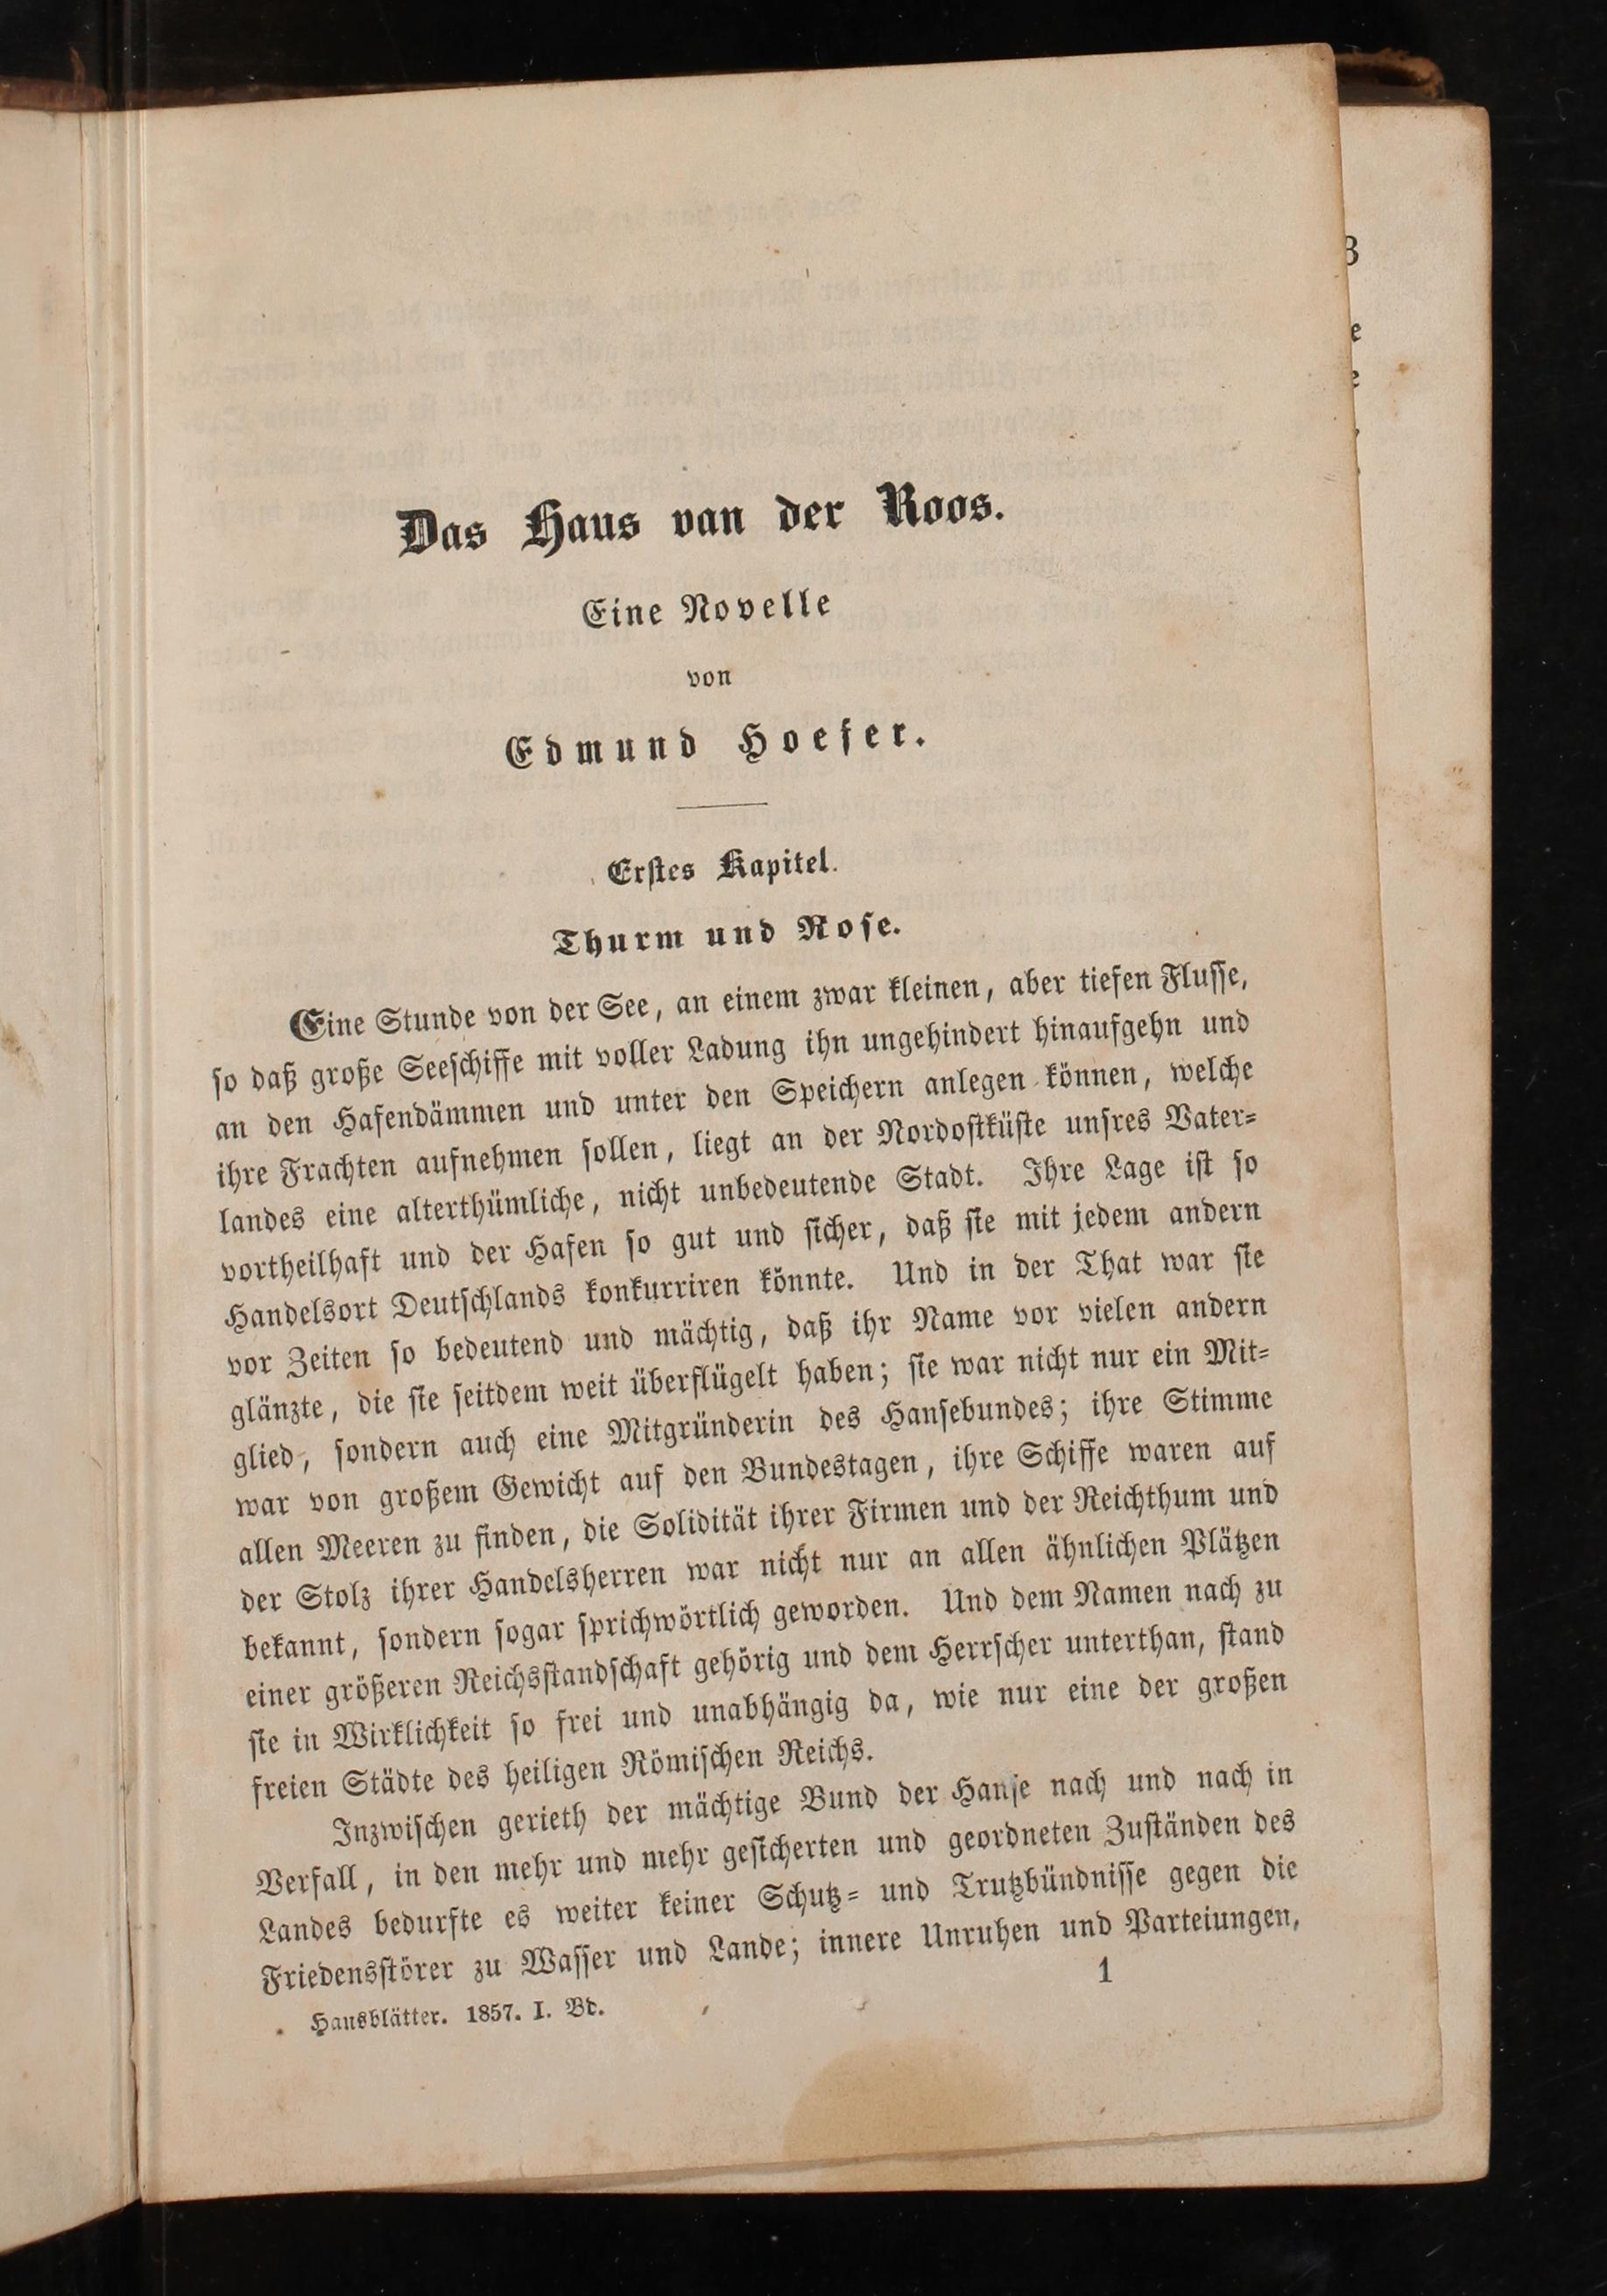 Das Haus van der Roos.
Eine Novelle
von
Edmund Hoefer.
Erstes Kapitel.
Thurm und Rose.
Eine Stunde von der See, an einem zwar kleinen, aber tiefen Flusse,
so daß große Seeschiffe mit voller Ladung ihn ungehindert hinaufgehn und
an den Hafendämmen und unter den Speichern anlegen können, welche
ihre Frachten aufnehmen sollen, liegt an der Nordostküste unsres Vater-
landes eine alterthümliche, nicht unbedeutende Stadt. Ihre Lage ist so
vortheilhaft und der Hafen so gut und sicher, daß sie mit jedem andern
Handelsort Deutschlands konkurriren könnte. Und in der That war sie
vor Zeiten so bedeutend und mächtig, daß ihr Name vor vielen andern
glänzte, die sie seitdem weit überflügelt haben; sie war nicht nur ein Mit-
glied, sondern auch eine Mitgründerin des Hansebundes; ihre Stimme
war von großem Gewicht auf den Bundestagen, ihre Schiffe waren auf
allen Meeren zu finden, die Solidität ihrer Firmen und der Reichthum und
der Stolz ihrer Handelsherren war nicht nur an allen ähnlichen Plätzen
bekannt, sondern sogar sprichwörtlich geworden. Und dem Namen nach zu
einer größeren Reichsstandschaft gehörig und dem Herrscher unterthan, stand
sie in Wirklichkeit so frei und unabhängig da, wie nur eine der großen
freien Städte des heiligen Römischen Reichs.
Inzwischen gerieth der mächtige Bund der Hanse nach und nach in
Verfall, in den mehr und mehr gesicherten und geordneten Zuständen des
Landes bedurfte es weiter keiner Schutz- und Trutzbündnisse gegen die
Friedensstörer zu Wasser und Lande; innere Unruhen und Parteiungen,
Hausblätter. 1857. I. Bd.
1